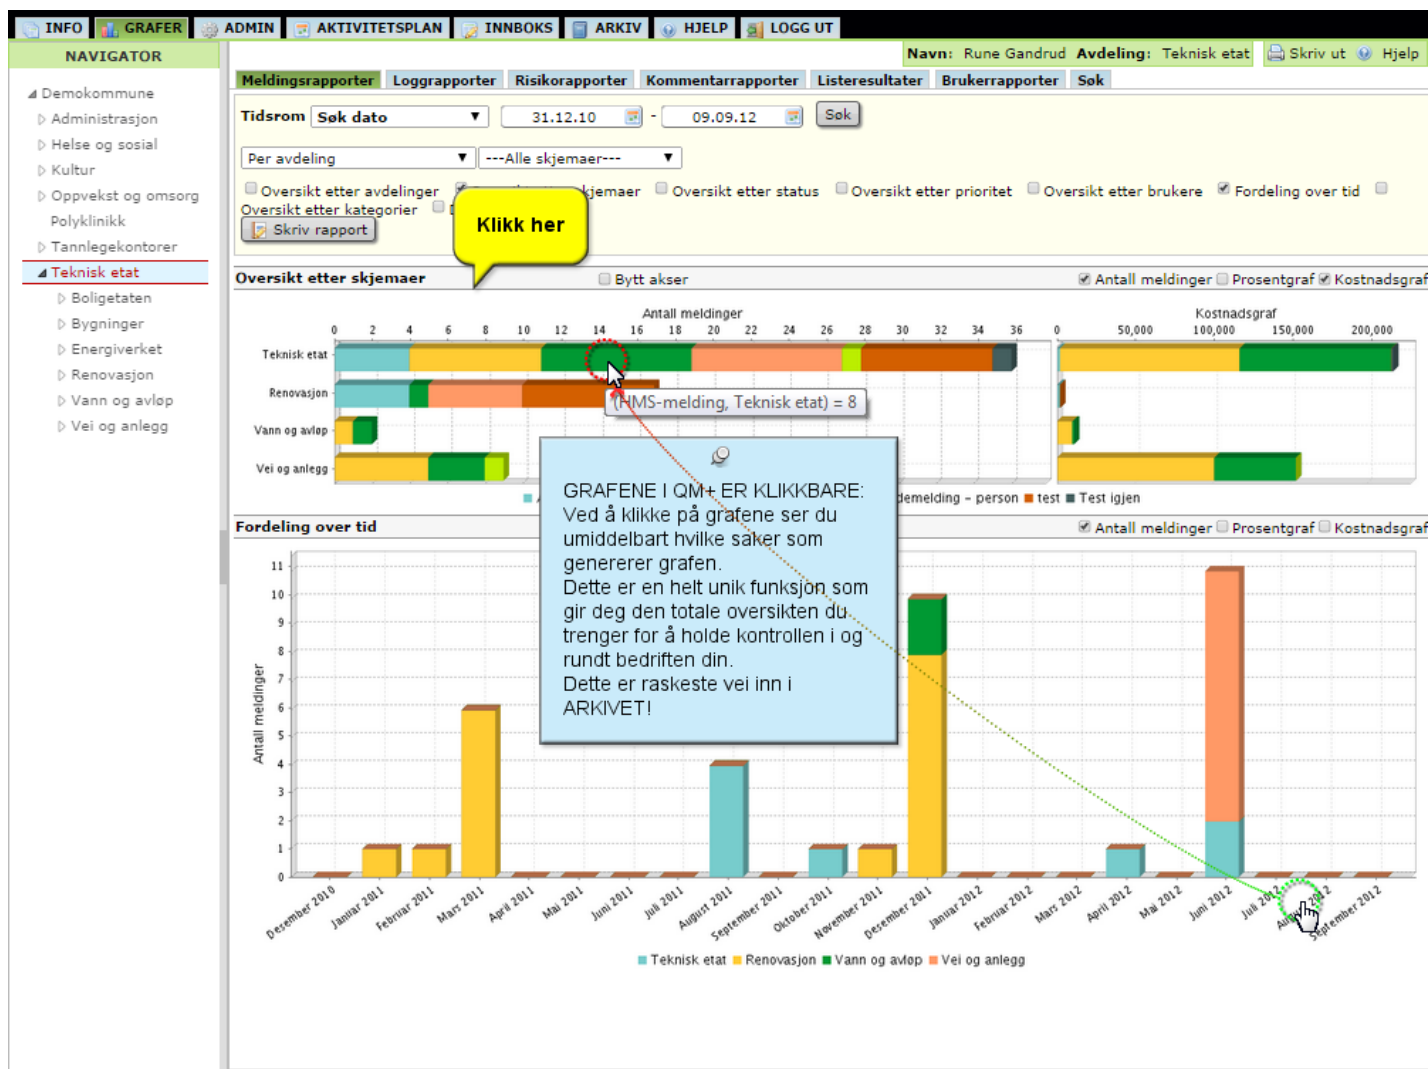 INFO GRAFER ADMIN AKTIVITETSPLAN INNBOKS ARKIV HJELP LOGG UT
NAVIGATOR
Navn: Rune Gandrud Avdeling: Teknisk etat Skriv ut Hjelp
Meldingsrapporter Loggrapporter Risikorapporter Kommentarrapporter Listeresultater Brukerrapporter Søk
Demokommune
Administrasjon
Helse og sosial
Kultur
Oppvekst og omsorg
Polyklinikk
Tannlegekontorer
Teknisk etat
Boligetaten
Bygninger
Energiverket
Renovasjon
Vann og avløp
Vei og anlegg
Tidsrom Søk dato 31.12.10 - 09.09.12 Søk
Per avdeling ---Alle skjemaer---
Oversikt etter avdelinger skjemaer Oversikt etter status Oversikt etter prioritet Oversikt etter brukere Fordeling over tid
Oversikt etter kategorier
Skriv rapport
Klikk her
Oversikt etter skjemaer Bytt akser Antall meldinger Prosentgraf Kostnadsgraf
Antall meldinger Kostnadsgraf
0 2 4 6 8 10 12 14 16 18 20 22 24 26 28 30 32 34 36 0 50,000 100,000 150,000 200,000
Teknisk etat
Renovasjon
(HMS-melding, Teknisk etat) = 8
Vann og avløp
Vei og anlegg
demelding - person test Test igjen
GRAFENE I QM+ ER KLIKKBARE:
Ved å klikke på grafene ser du
umiddelbart hvilke saker som
genererer grafen.
Dette er en helt unik funksjon som
gir deg den totale oversikten du
trenger for å holde kontrollen i og
rundt bedriften din.
Dette er raskeste vei inn i
ARKIVET!
Fordeling over tid Antall meldinger Prosentgraf Kostnadsgraf
Antall meldinger
11
10
9
8
7
6
5
4
3
2
1
0
Desember 2010 Januar 2011 Februar 2011 Mars 2011 April 2011 Mai 2011 Juni 2011 Juli 2011 August 2011 September 2011 Oktober 2011 November 2011 Desember 2011 Januar 2012 Februar 2012 Mars 2012 April 2012 Mai 2012 Juni 2012 Juli 2012 August 2012 September 2012
Teknisk etat Renovasjon Vann og avløp Vei og anlegg